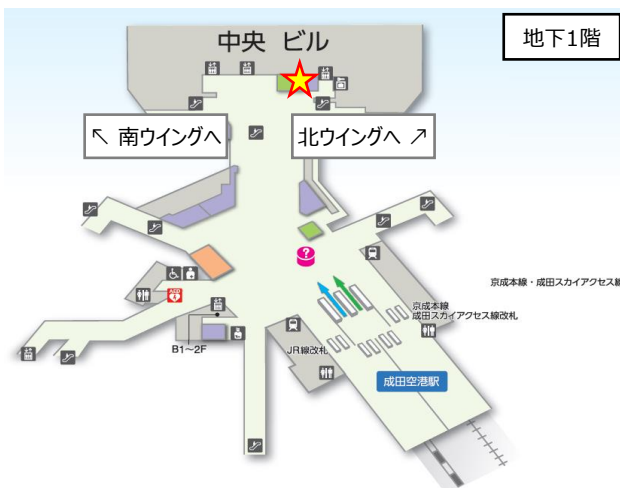 地下1階
中央 ビル
↖ 南ウイングへ
北ウイングへ ↗
?
京成本線・成田スカイアクセス線
京成本線
成田スカイアクセス線改札
AED
B1～2F
JR線改札
成田空港駅